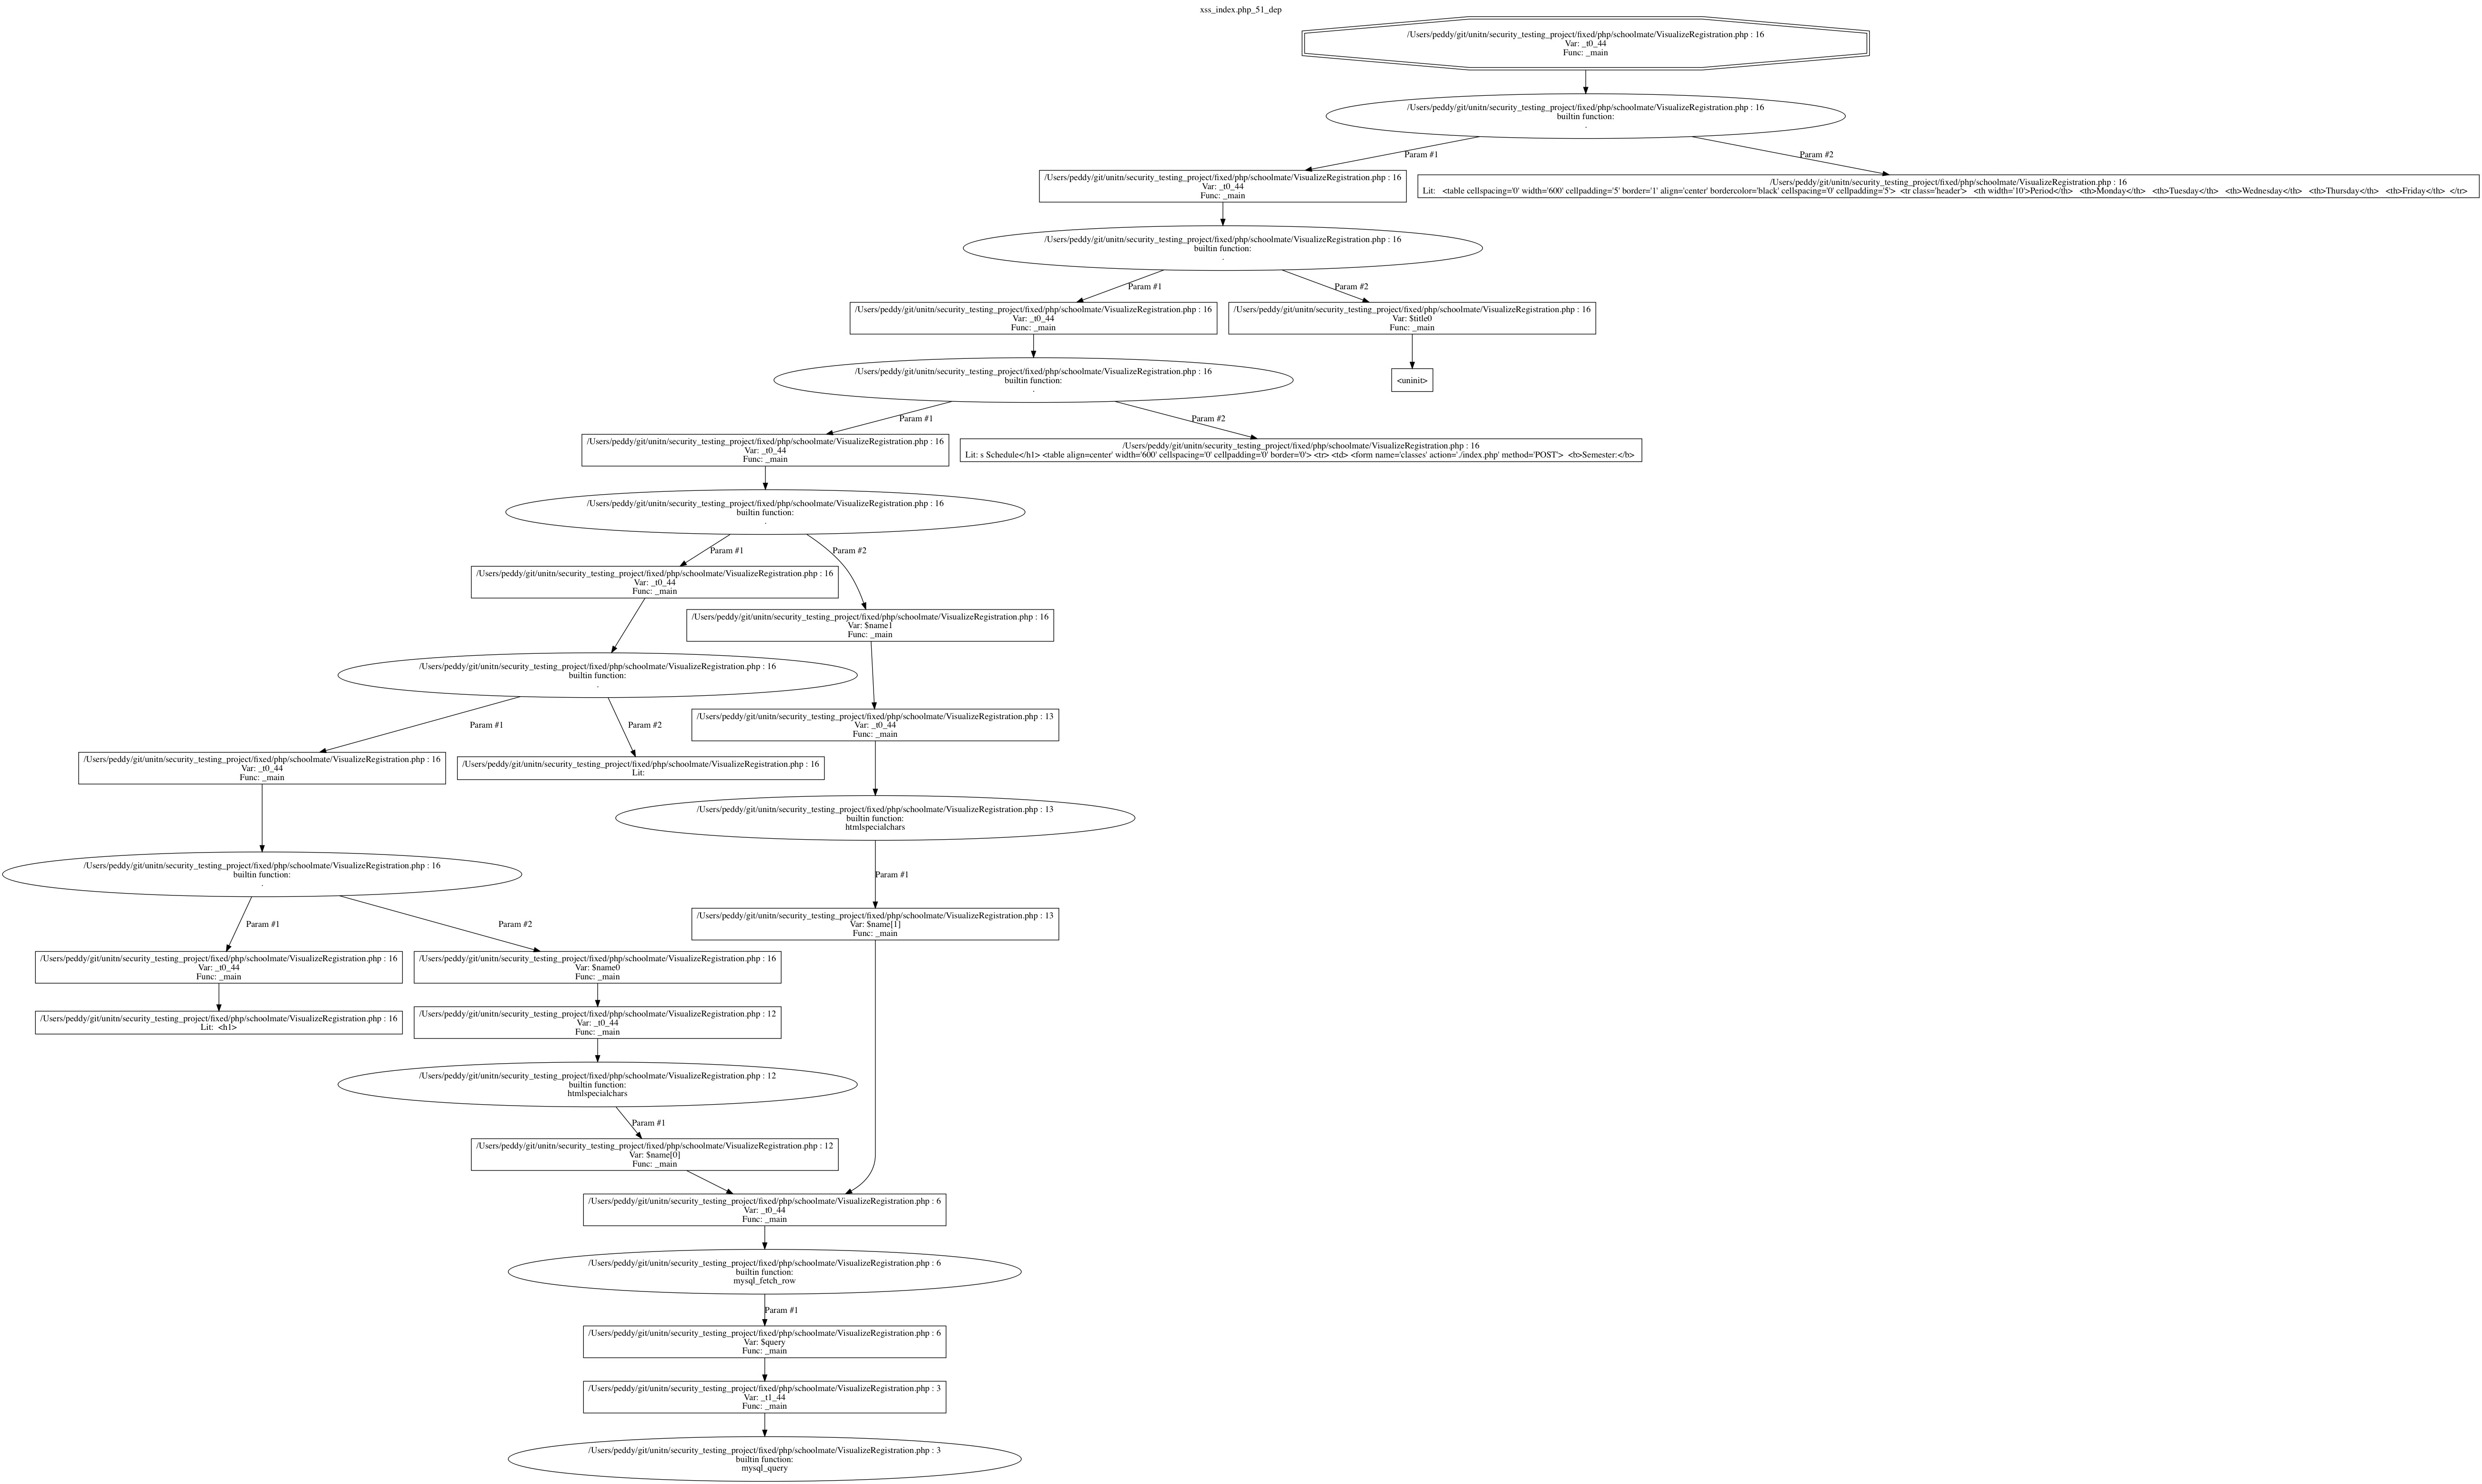 xss_index.php_51_dep
/Users/peddy/git/unitn/security_testing_project/fixed/php/schoolmate/VisualizeRegistration.php : 16
Var: _t0_44
Func: _main
/Users/peddy/git/unitn/security_testing_project/fixed/php/schoolmate/VisualizeRegistration.php : 16
builtin function:
.
Param #1
Param #2
/Users/peddy/git/unitn/security_testing_project/fixed/php/schoolmate/VisualizeRegistration.php : 16
Var: _t0_44
Func: _main
/Users/peddy/git/unitn/security_testing_project/fixed/php/schoolmate/VisualizeRegistration.php : 16
Lit:   <table cellspacing='0' width='600' cellpadding='5' border='1' align='center' bordercolor='black' cellspacing='0' cellpadding='5'>  <tr class='header'>   <th width='10'>Period</th>   <th>Monday</th>   <th>Tuesday</th>   <th>Wednesday</th>   <th>Thursday</th>   <th>Friday</th>  </tr>
/Users/peddy/git/unitn/security_testing_project/fixed/php/schoolmate/VisualizeRegistration.php : 16
builtin function:
.
Param #1
Param #2
/Users/peddy/git/unitn/security_testing_project/fixed/php/schoolmate/VisualizeRegistration.php : 16
Var: _t0_44
Func: _main
/Users/peddy/git/unitn/security_testing_project/fixed/php/schoolmate/VisualizeRegistration.php : 16
Var: $title0
Func: _main
/Users/peddy/git/unitn/security_testing_project/fixed/php/schoolmate/VisualizeRegistration.php : 16
builtin function:
.
<uninit>
Param #1
Param #2
/Users/peddy/git/unitn/security_testing_project/fixed/php/schoolmate/VisualizeRegistration.php : 16
Var: _t0_44
Func: _main
/Users/peddy/git/unitn/security_testing_project/fixed/php/schoolmate/VisualizeRegistration.php : 16
Lit: s Schedule</h1> <table align=center' width='600' cellspacing='0' cellpadding='0' border='0'> <tr> <td> <form name='classes' action='./index.php' method='POST'>  <b>Semester:</b>
/Users/peddy/git/unitn/security_testing_project/fixed/php/schoolmate/VisualizeRegistration.php : 16
builtin function:
.
Param #1
Param #2
/Users/peddy/git/unitn/security_testing_project/fixed/php/schoolmate/VisualizeRegistration.php : 16
Var: _t0_44
Func: _main
/Users/peddy/git/unitn/security_testing_project/fixed/php/schoolmate/VisualizeRegistration.php : 16
Var: $name1
Func: _main
/Users/peddy/git/unitn/security_testing_project/fixed/php/schoolmate/VisualizeRegistration.php : 16
builtin function:
.
Param #1
Param #2
/Users/peddy/git/unitn/security_testing_project/fixed/php/schoolmate/VisualizeRegistration.php : 13
Var: _t0_44
Func: _main
/Users/peddy/git/unitn/security_testing_project/fixed/php/schoolmate/VisualizeRegistration.php : 16
Var: _t0_44
Func: _main
/Users/peddy/git/unitn/security_testing_project/fixed/php/schoolmate/VisualizeRegistration.php : 16
Lit:
/Users/peddy/git/unitn/security_testing_project/fixed/php/schoolmate/VisualizeRegistration.php : 13
builtin function:
htmlspecialchars
/Users/peddy/git/unitn/security_testing_project/fixed/php/schoolmate/VisualizeRegistration.php : 16
builtin function:
.
Param #1
/Users/peddy/git/unitn/security_testing_project/fixed/php/schoolmate/VisualizeRegistration.php : 13
Var: $name[1]
Func: _main
Param #1
Param #2
/Users/peddy/git/unitn/security_testing_project/fixed/php/schoolmate/VisualizeRegistration.php : 16
Var: _t0_44
Func: _main
/Users/peddy/git/unitn/security_testing_project/fixed/php/schoolmate/VisualizeRegistration.php : 16
Var: $name0
Func: _main
/Users/peddy/git/unitn/security_testing_project/fixed/php/schoolmate/VisualizeRegistration.php : 16
Lit:  <h1>
/Users/peddy/git/unitn/security_testing_project/fixed/php/schoolmate/VisualizeRegistration.php : 12
Var: _t0_44
Func: _main
/Users/peddy/git/unitn/security_testing_project/fixed/php/schoolmate/VisualizeRegistration.php : 12
builtin function:
htmlspecialchars
Param #1
/Users/peddy/git/unitn/security_testing_project/fixed/php/schoolmate/VisualizeRegistration.php : 12
Var: $name[0]
Func: _main
/Users/peddy/git/unitn/security_testing_project/fixed/php/schoolmate/VisualizeRegistration.php : 6
Var: _t0_44
Func: _main
/Users/peddy/git/unitn/security_testing_project/fixed/php/schoolmate/VisualizeRegistration.php : 6
builtin function:
mysql_fetch_row
Param #1
/Users/peddy/git/unitn/security_testing_project/fixed/php/schoolmate/VisualizeRegistration.php : 6
Var: $query
Func: _main
/Users/peddy/git/unitn/security_testing_project/fixed/php/schoolmate/VisualizeRegistration.php : 3
Var: _t1_44
Func: _main
/Users/peddy/git/unitn/security_testing_project/fixed/php/schoolmate/VisualizeRegistration.php : 3
builtin function:
mysql_query